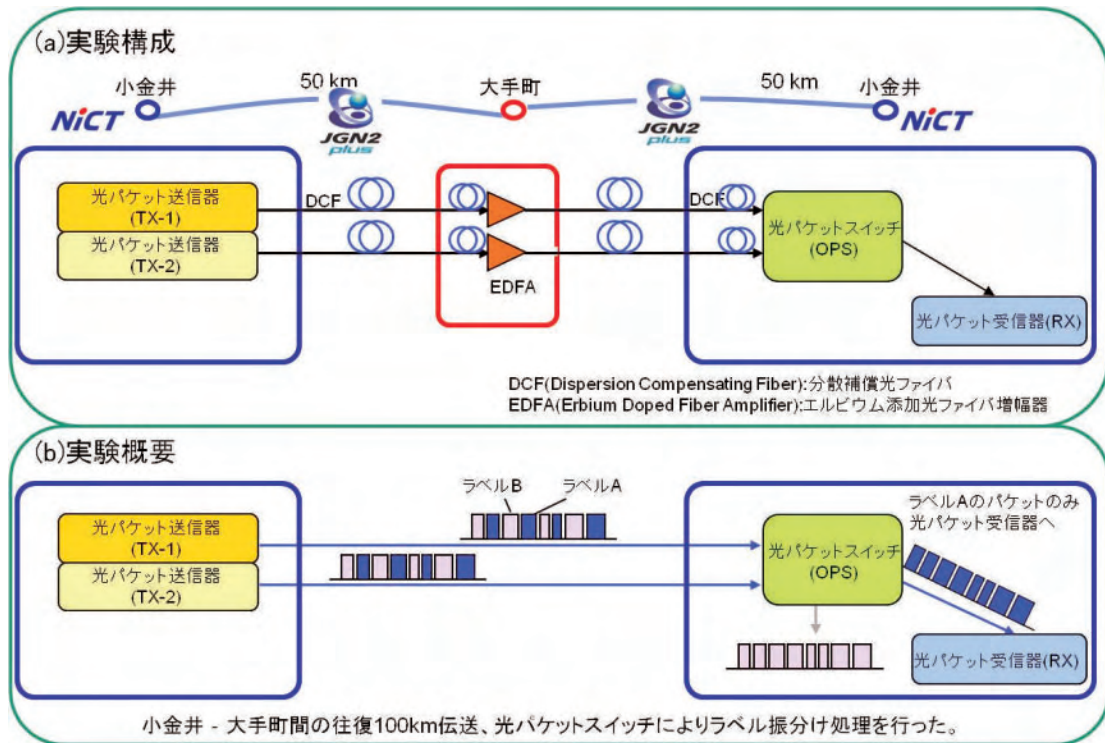 (a)実験構成
小金井
50 km
大手町
50 km
小金井
NiCT
JGN2
plus
JGN2
plus
NiCT
光パケット送信器
(TX-1)
光パケット送信器
(TX-2)
DCF
EDFA
DCF
光パケットスイッチ
(OPS)
光パケット受信器(RX)
DCF(Dispersion Compensating Fiber):分散補償光ファイバ
EDFA(Erbium Doped Fiber Amplifier):エルビウム添加光ファイバ増幅器
(b)実験概要
光パケット送信器
(TX-1)
光パケット送信器
(TX-2)
ラベルB
ラベルA
光パケットスイッチ
(OPS)
ラベルAのパケットのみ
光パケット受信器へ
光パケット受信器(RX)
小金井 - 大手町間の往復100km伝送、光パケットスイッチによりラベル振分け処理を行った。